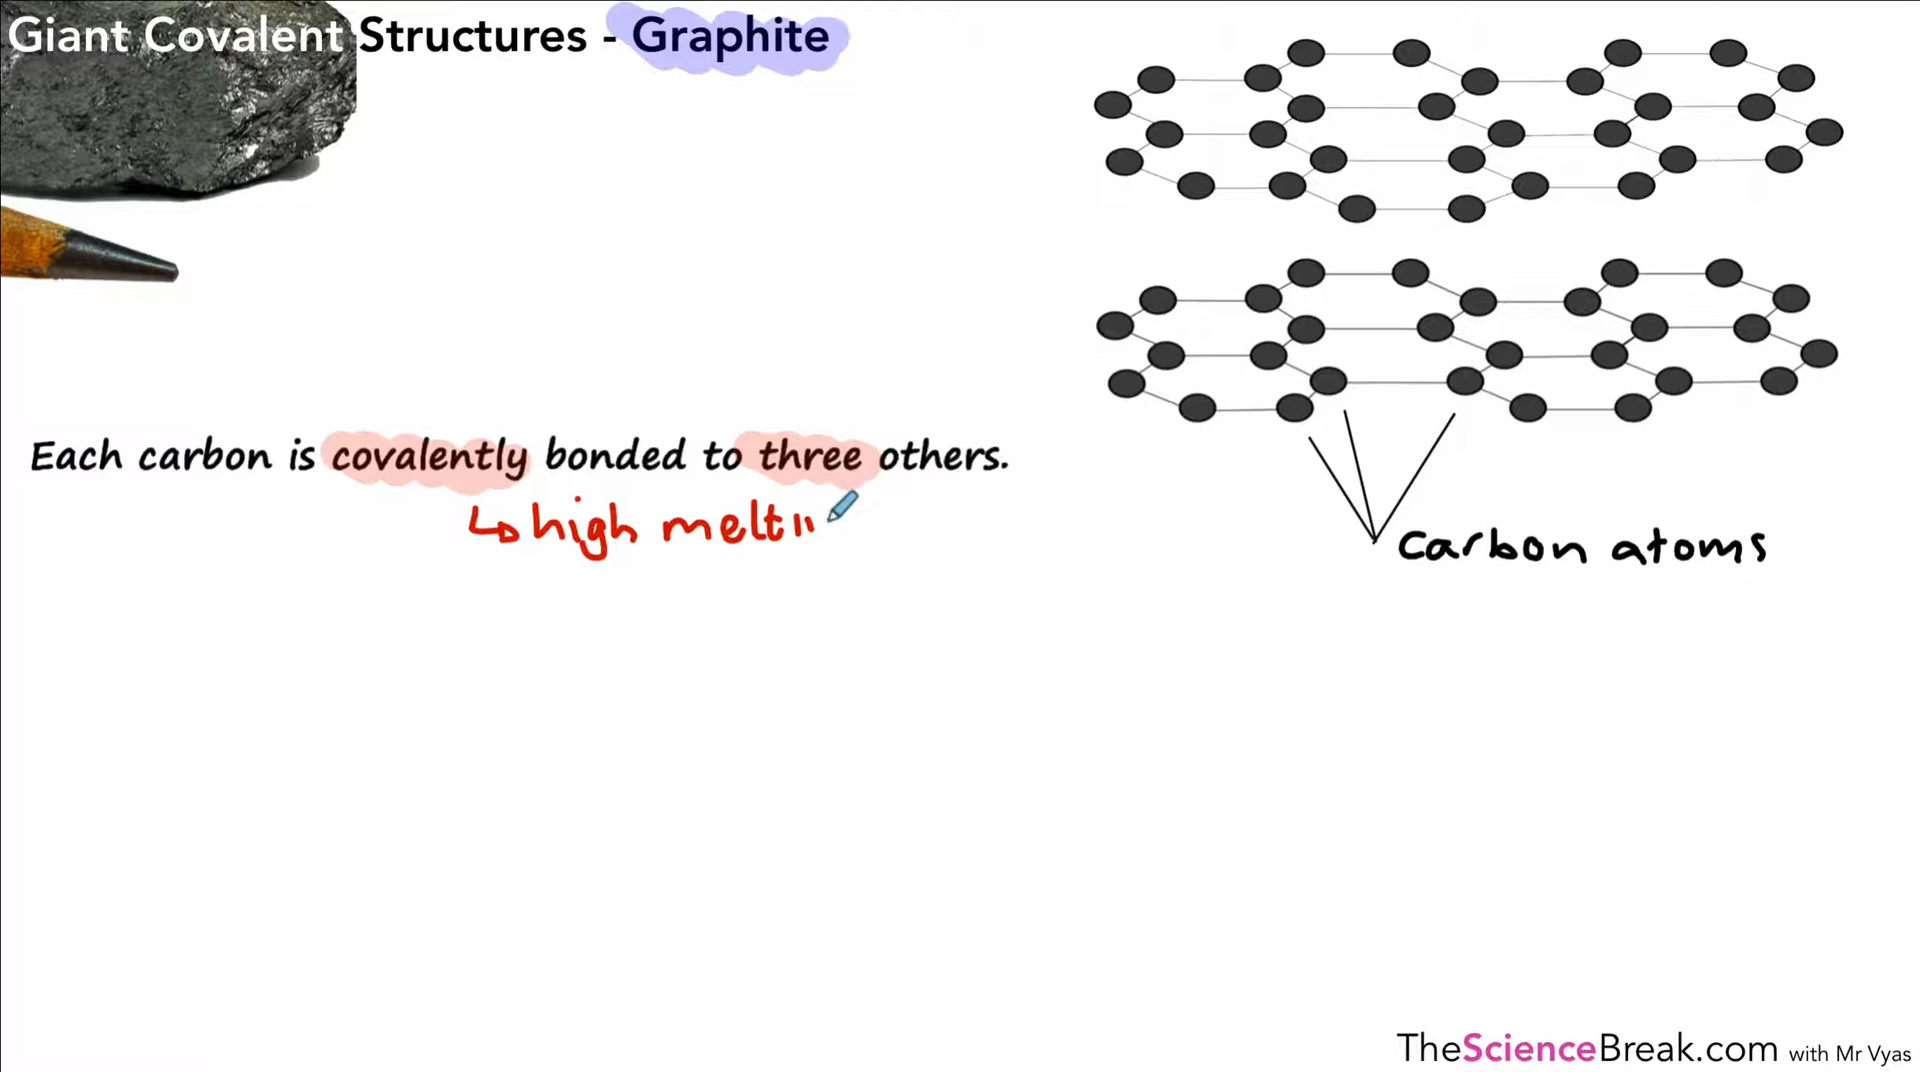 Giant Covalent Structures - Graphite
Each carbon is covalently bonded to three others.
↳ high
carbon atoms
TheScienceBreak.com with Mr Vyas